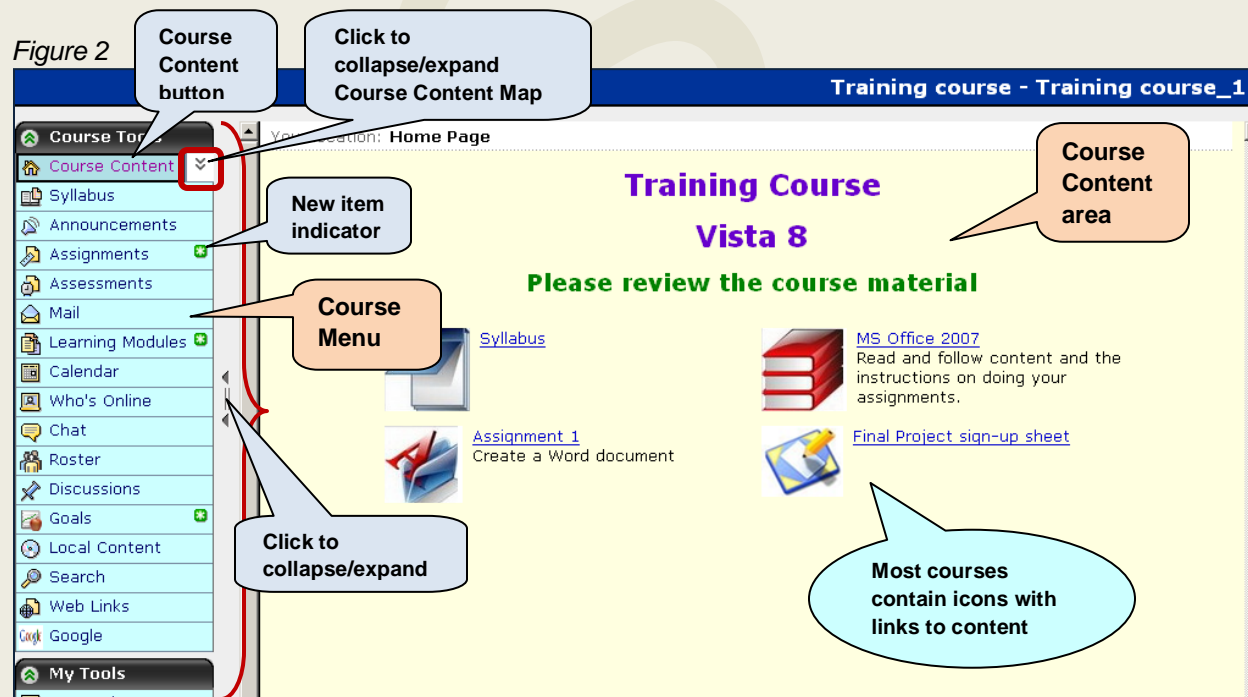 Figure 2
Course
Content
button
Click to
collapse/expand
Course Content Map
Training course - Training course_1
Course Tools
Location: Home Page
Course Content
Syllabus
Announcements
Assignments
Assessments
Mail
Learning Modules
Calendar
Who's Online
Chat
Roster
Discussions
Goals
Local Content
Search
Web Links
Google
My Tools
New item
indicator
Course
Menu
Click to
collapse/expand
Training Course
Vista 8
Please review the course material
Course
Content
area
Syllabus
MS Office 2007
Read and follow content and the
instructions on doing your
assignments.
Assignment 1
Create a Word document
Final Project sign-up sheet
Most courses
contain icons with
links to content